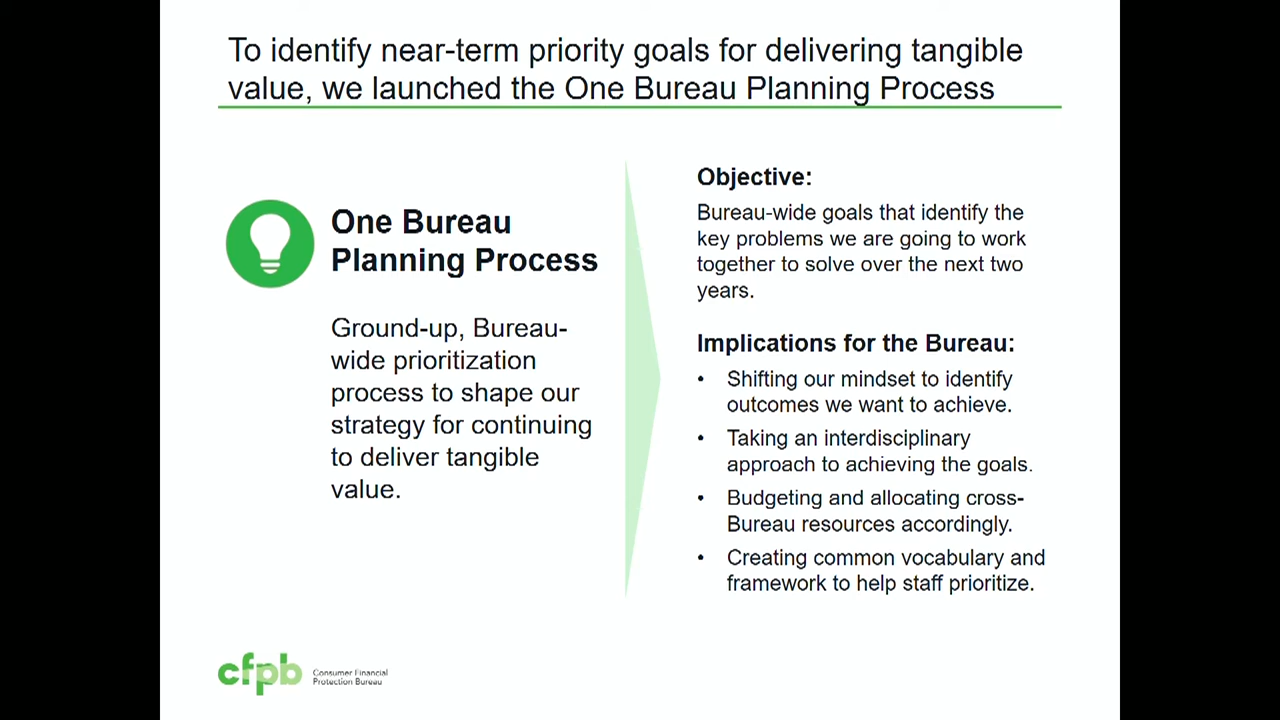 To identify near-term priority goals for delivering tangible
value, we launched the One Bureau Planning Process
One Bureau
Planning Process
Ground-up, Bureau-
wide prioritization
process to shape our
strategy for continuing
to deliver tangible
value.
Objective:
Bureau-wide goals that identify the
key problems we are going to work
together to solve over the next two
years.
Implications for the Bureau:
• Shifting our mindset to identify
outcomes we want to achieve.
• Taking an interdisciplinary
approach to achieving the goals.
• Budgeting and allocating cross-
Bureau resources accordingly.
• Creating common vocabulary and
framework to help staff prioritize.
cfpb
Consumer Financial
Protection Bureau